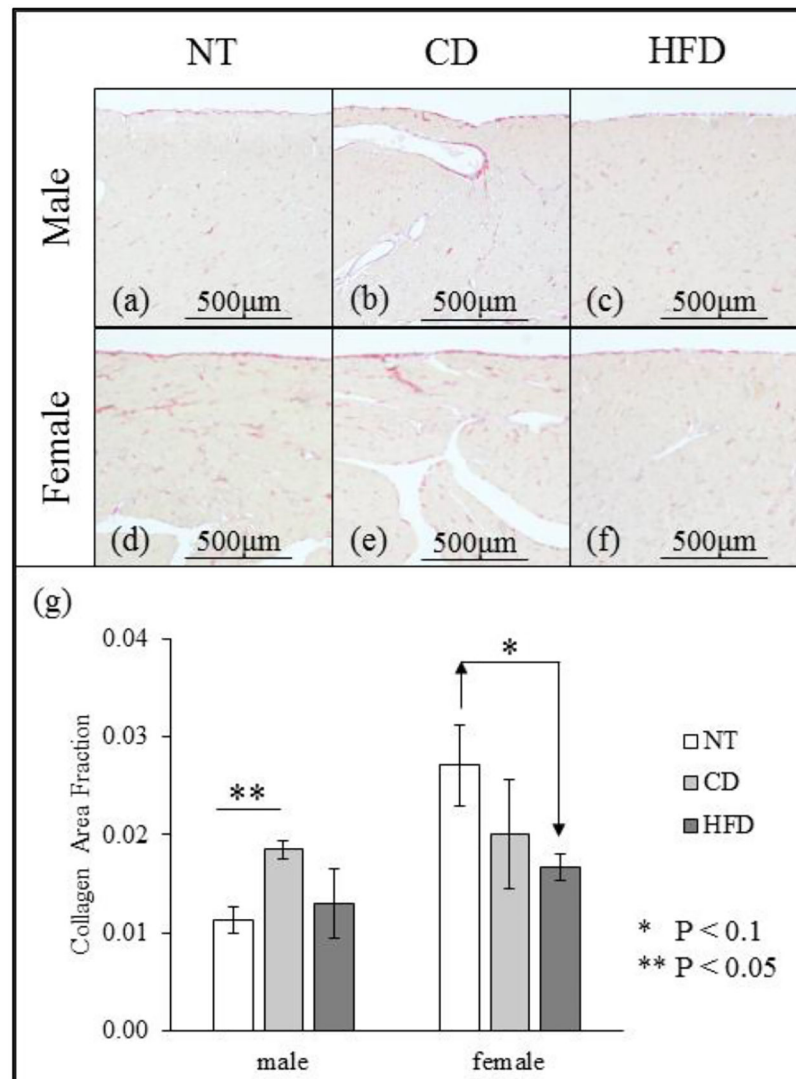 NT CD HFD
Male
(a) 500μm
(b) 500μm
(c) 500μm
Female
(d) 500μm
(e) 500μm
(f) 500μm
(g)
Collagen Area Fraction
0.04
0.03
0.02
0.01
0.00
**
*
male female
NT
CD
HFD
* P < 0.1
** P < 0.05